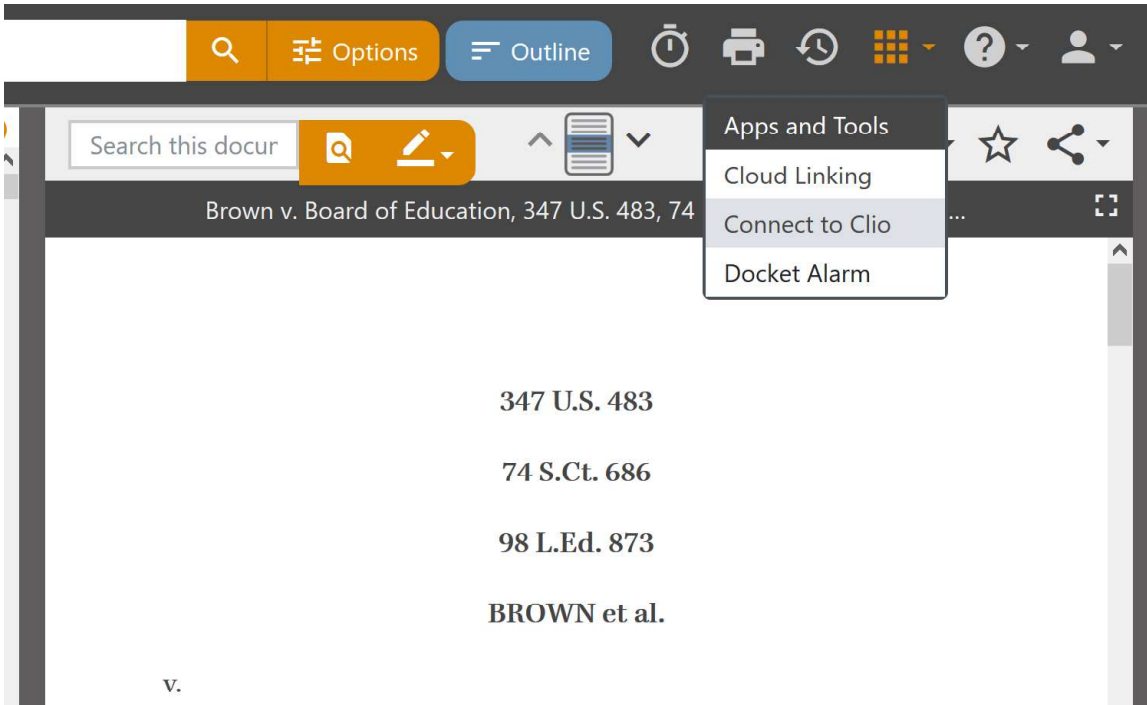 Options
Outline
Search this docur
Apps and Tools
Cloud Linking
Connect to Clio
Docket Alarm
Brown v. Board of Education, 347 U.S. 483, 74
...
347 U.S. 483
74 S.Ct. 686
98 L.Ed. 873
BROWN et al.
v.